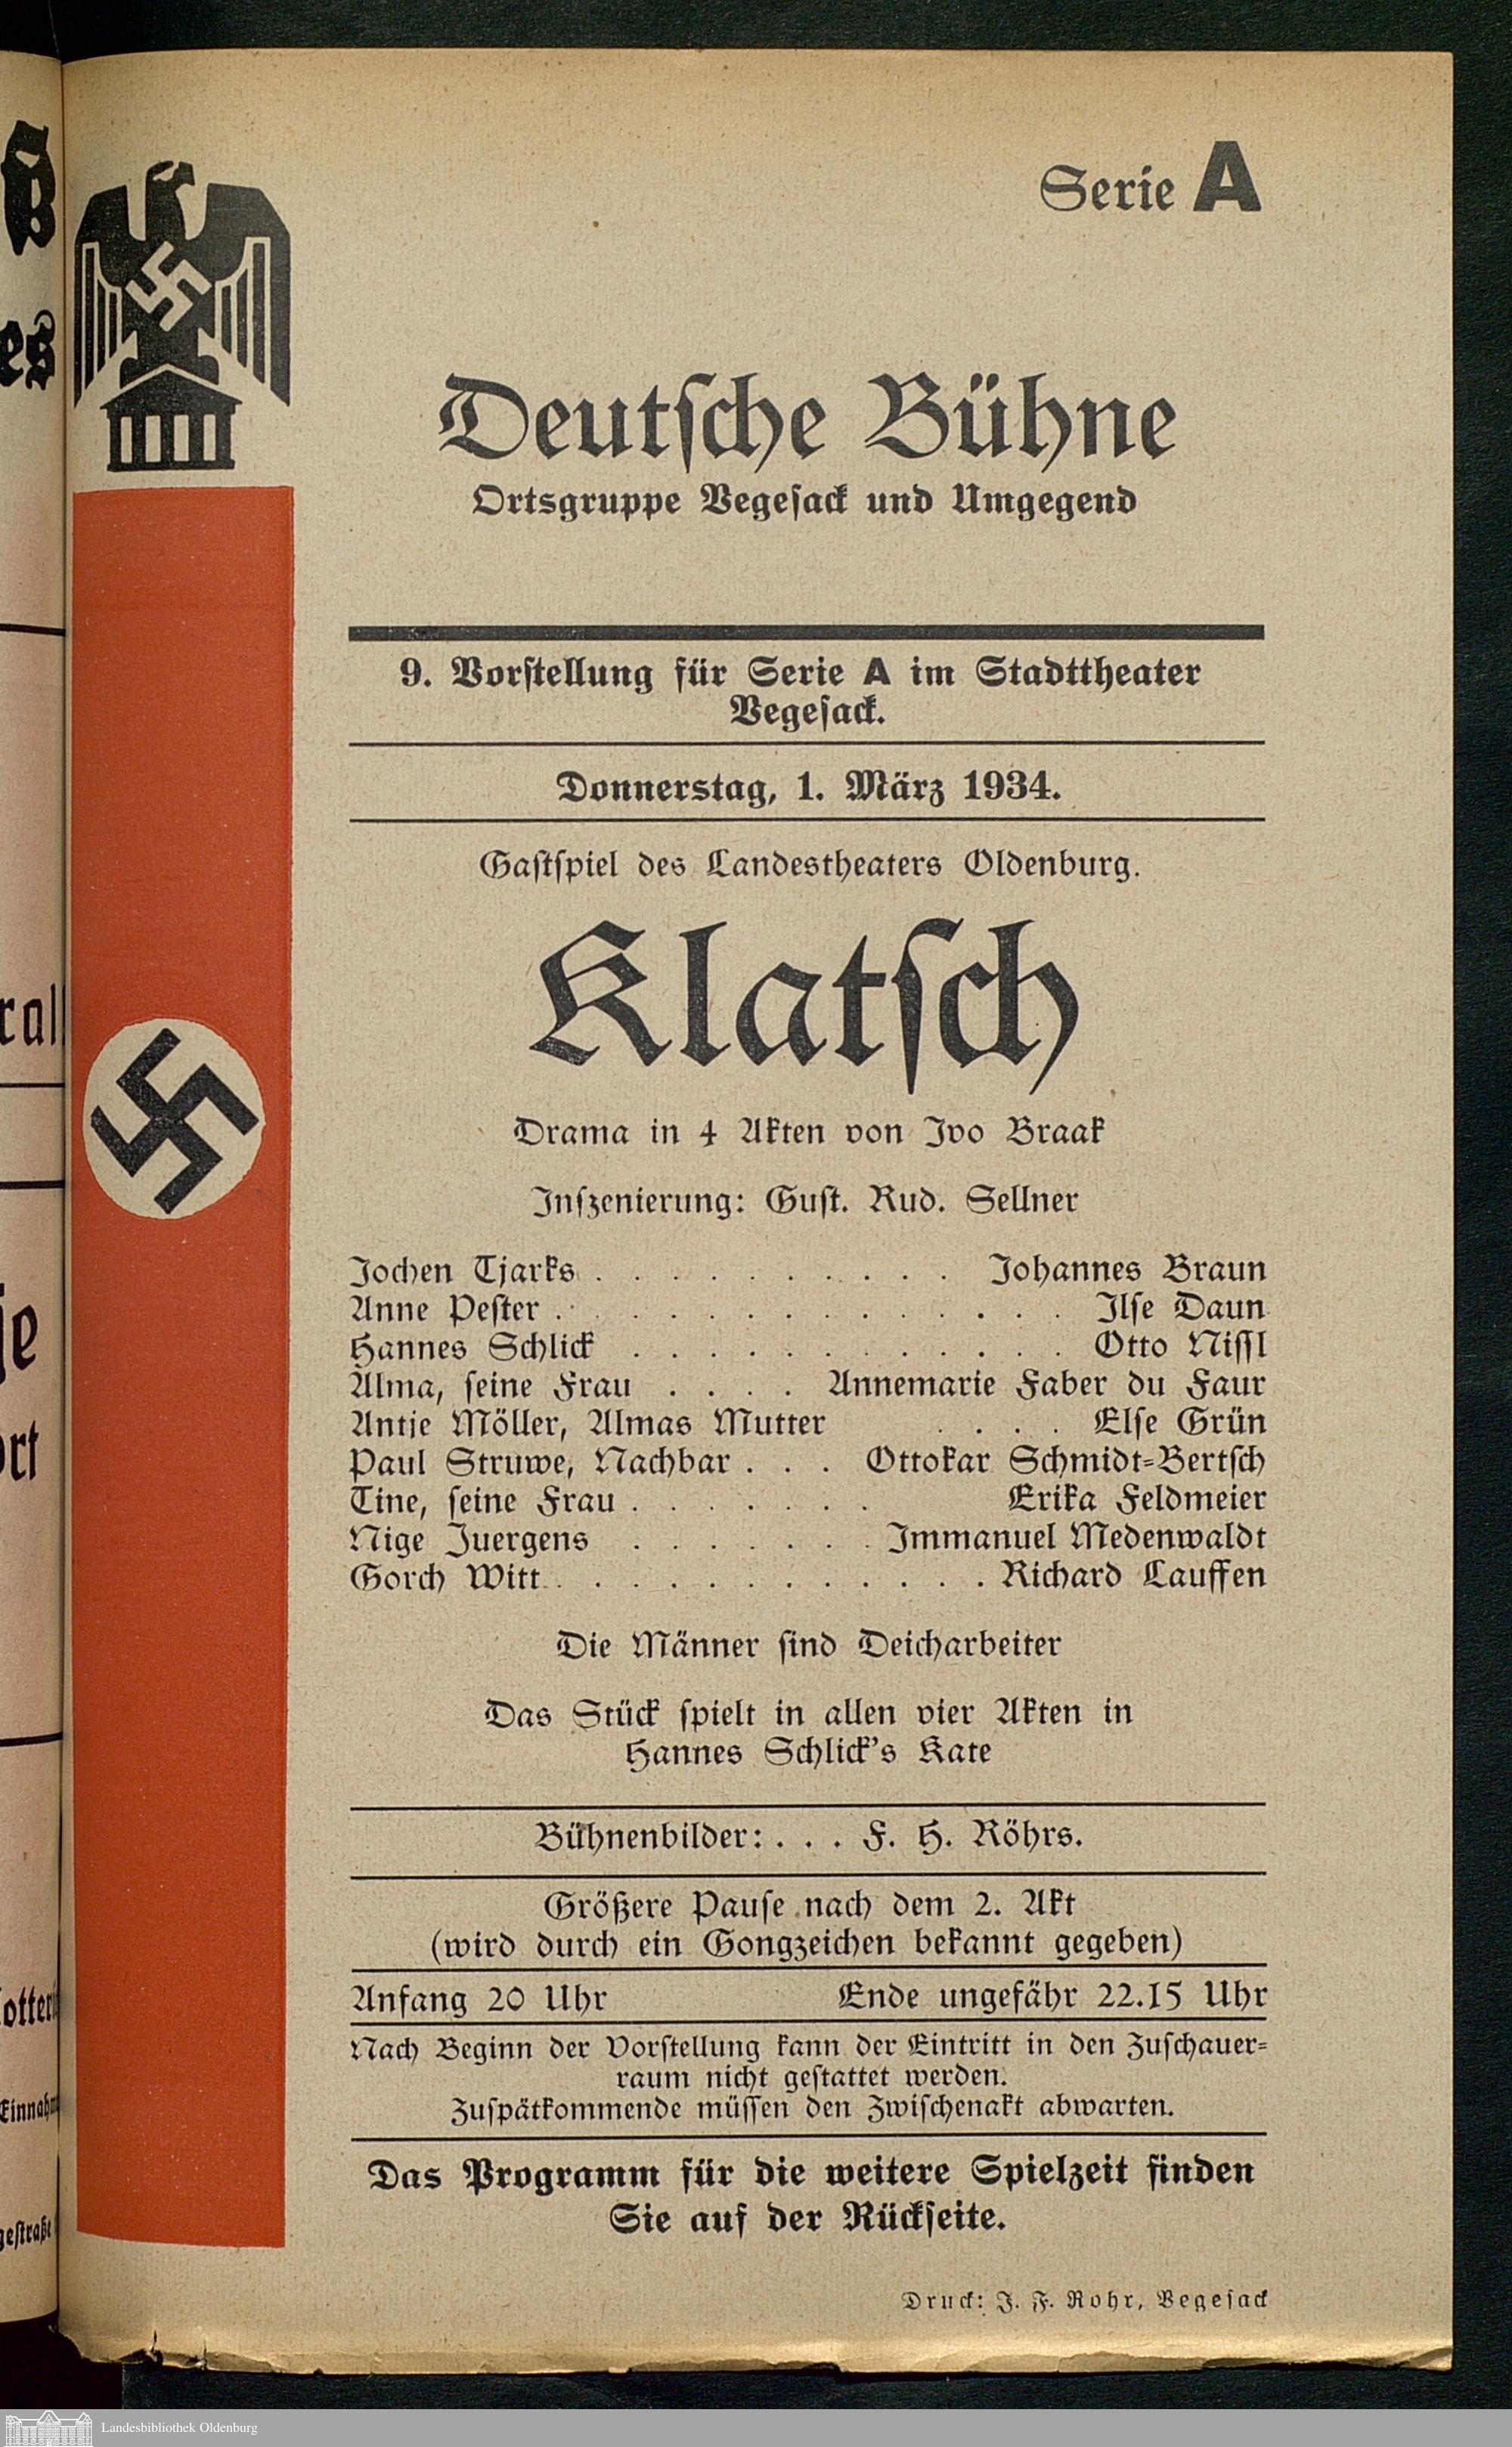 Serie A
Deutsche Bühne
Ortsgruppe Vegesack und Umgegend
9. Vorstellung für Serie A im Stadttheater
Vegesack.
Donnerstag, 1. März 1934.
Gastspiel des Landestheaters Oldenburg.
Klatsch
Drama in 4 Akten von Ivo Braak
Inszenierung: Gust. Rud. Sellner
Jochen Tjarks . . . . . . . . . . Johannes Braun
Anne Pester . . . . . . . . . . . . . . Ilse Daun
Hannes Schlick . . . . . . . . . . . . Otto Nissl
Alma, seine Frau . . . . Annemarie Faber du Faur
Antje Möller, Almas Mutter . . . . Else Grün
Paul Struwe, Nachbar . . . Ottokar Schmidt-Bertsch
Tine, seine Frau . . . . . . . Erika Feldmeier
Nige Juergens . . . . . . . Immanuel Medenwaldt
Gorch Witt . . . . . . . . . . . . Richard Lauffen
Die Männer sind Deicharbeiter
Das Stück spielt in allen vier Akten in
Hannes Schlick's Kate
Bühnenbilder: . . . F. H. Röhrs.
Größere Pause nach dem 2. Akt
(wird durch ein Gongzeichen bekannt gegeben)
Anfang 20 Uhr Ende ungefähr 22.15 Uhr
Nach Beginn der Vorstellung kann der Eintritt in den Zuschauer-
raum nicht gestattet werden.
Zuspätkommende müssen den Zwischenakt abwarten.
Das Programm für die weitere Spielzeit finden
Sie auf der Rückseite.
Druck: J. F. Rohr, Vegesack
Landesbibliothek Oldenburg